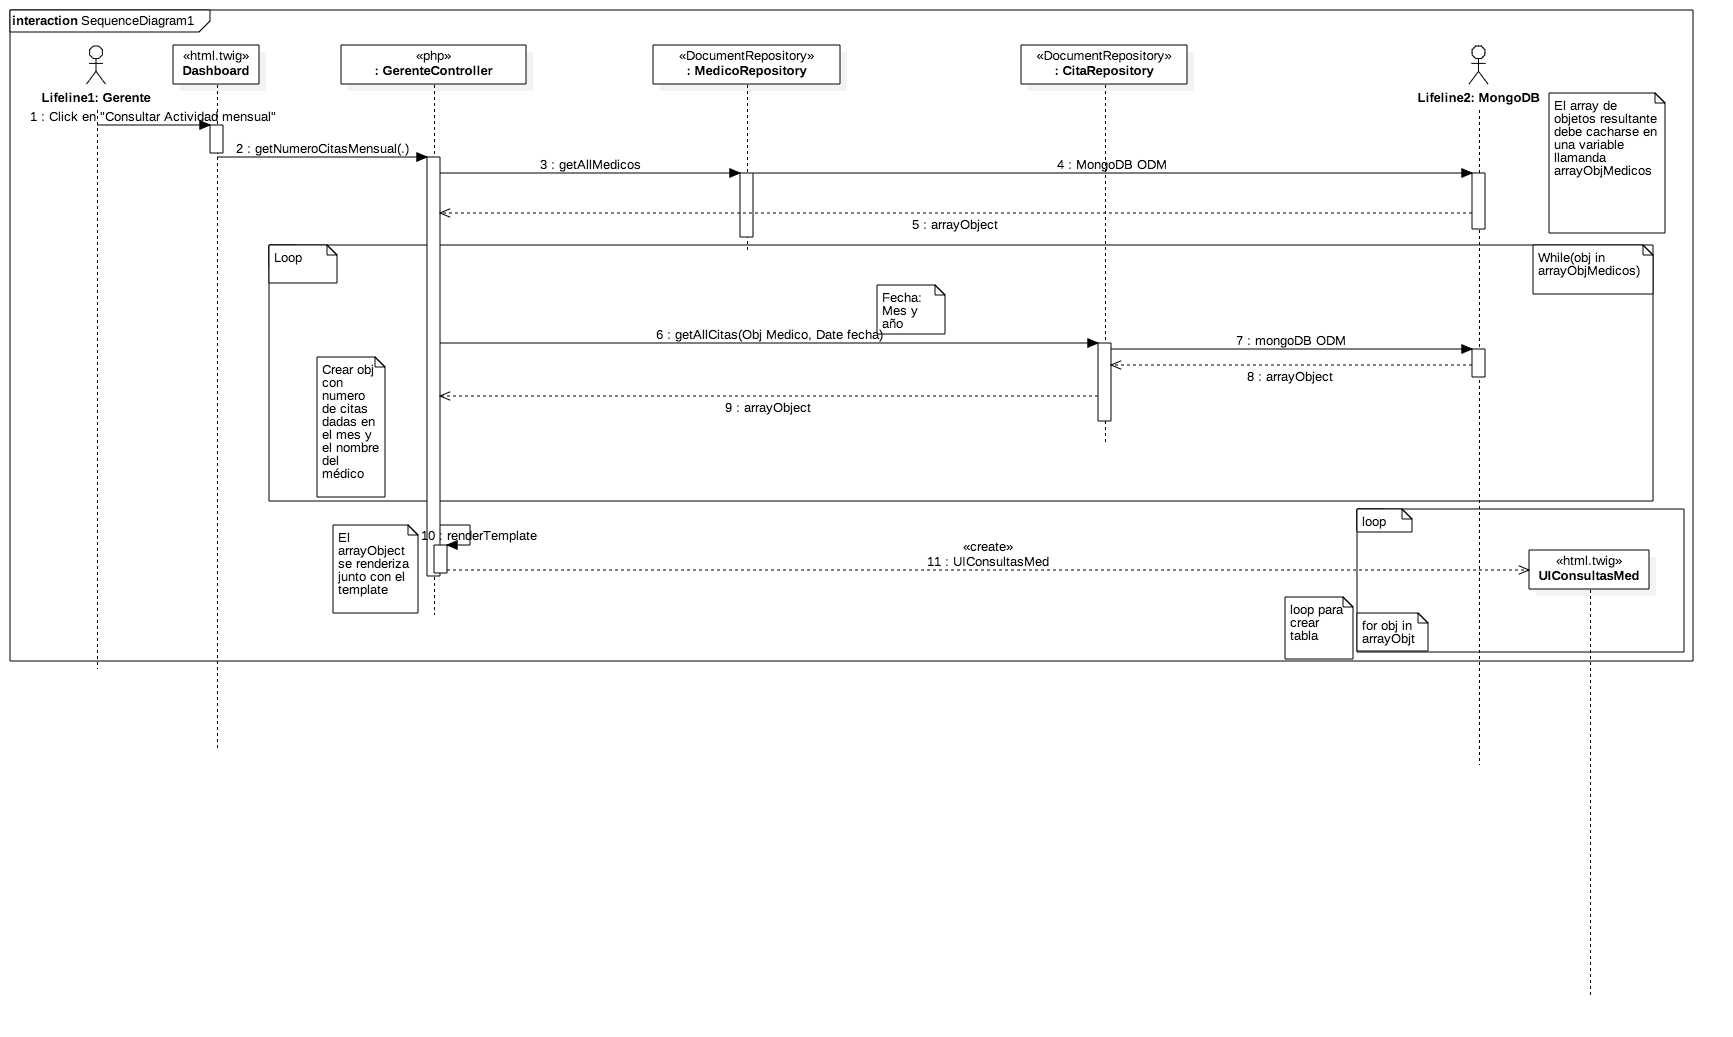 interaction SequenceDiagram1
«html.twig»
Dashboard
«php»
: GerenteController
«DocumentRepository»
: MedicoRepository
«DocumentRepository»
: CitaRepository
Lifeline1: Gerente
Lifeline2: MongoDB
El array de
objetos resultante
debe cacharse en
una variable
llamanda
arrayObjMedicos
1 : Click en "Consultar Actividad mensual"
2 : getNumeroCitasMensual(.)
3 : getAllMedicos
4 : MongoDB ODM
5 : arrayObject
Loop
While(obj in
arrayObjMedicos)
Fecha:
Mes y
año
6 : getAllCitas(Obj Medico, Date fecha)
7 : mongoDB ODM
8 : arrayObject
9 : arrayObject
Crear obj
con
numero
de citas
dadas en
el mes y
el nombre
del
médico
10 : renderTemplate
El
arrayObject
se renderiza
junto con el
template
«create»
11 : UIConsultasMed
loop
«html.twig»
UIConsultasMed
loop para
crear
tabla
for obj in
arrayObjt